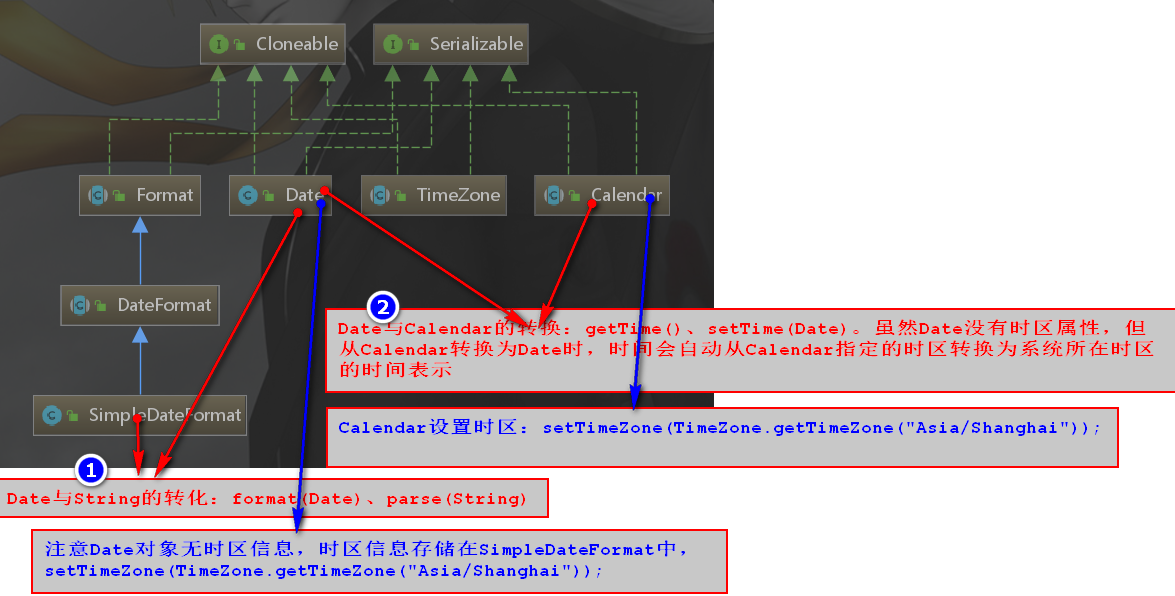 Cloneable
Serializable
Format
Date
TimeZone
Calendar
DateFormat
SimpleDateFormat
2
Date与Calendar的转换：getTime()、setTime(Date)。虽然Date没有时区属性，但
从Calendar转换为Date时，时间会自动从Calendar指定的时区转换为系统所在时区
的时间表示
Calendar设置时区：setTimeZone(TimeZone.getTimeZone("Asia/Shanghai"));
1
Date与String的转化：format(Date)、parse(String)
注意Date对象无时区信息，时区信息存储在SimpleDateFormat中，
setTimeZone(TimeZone.getTimeZone("Asia/Shanghai"));